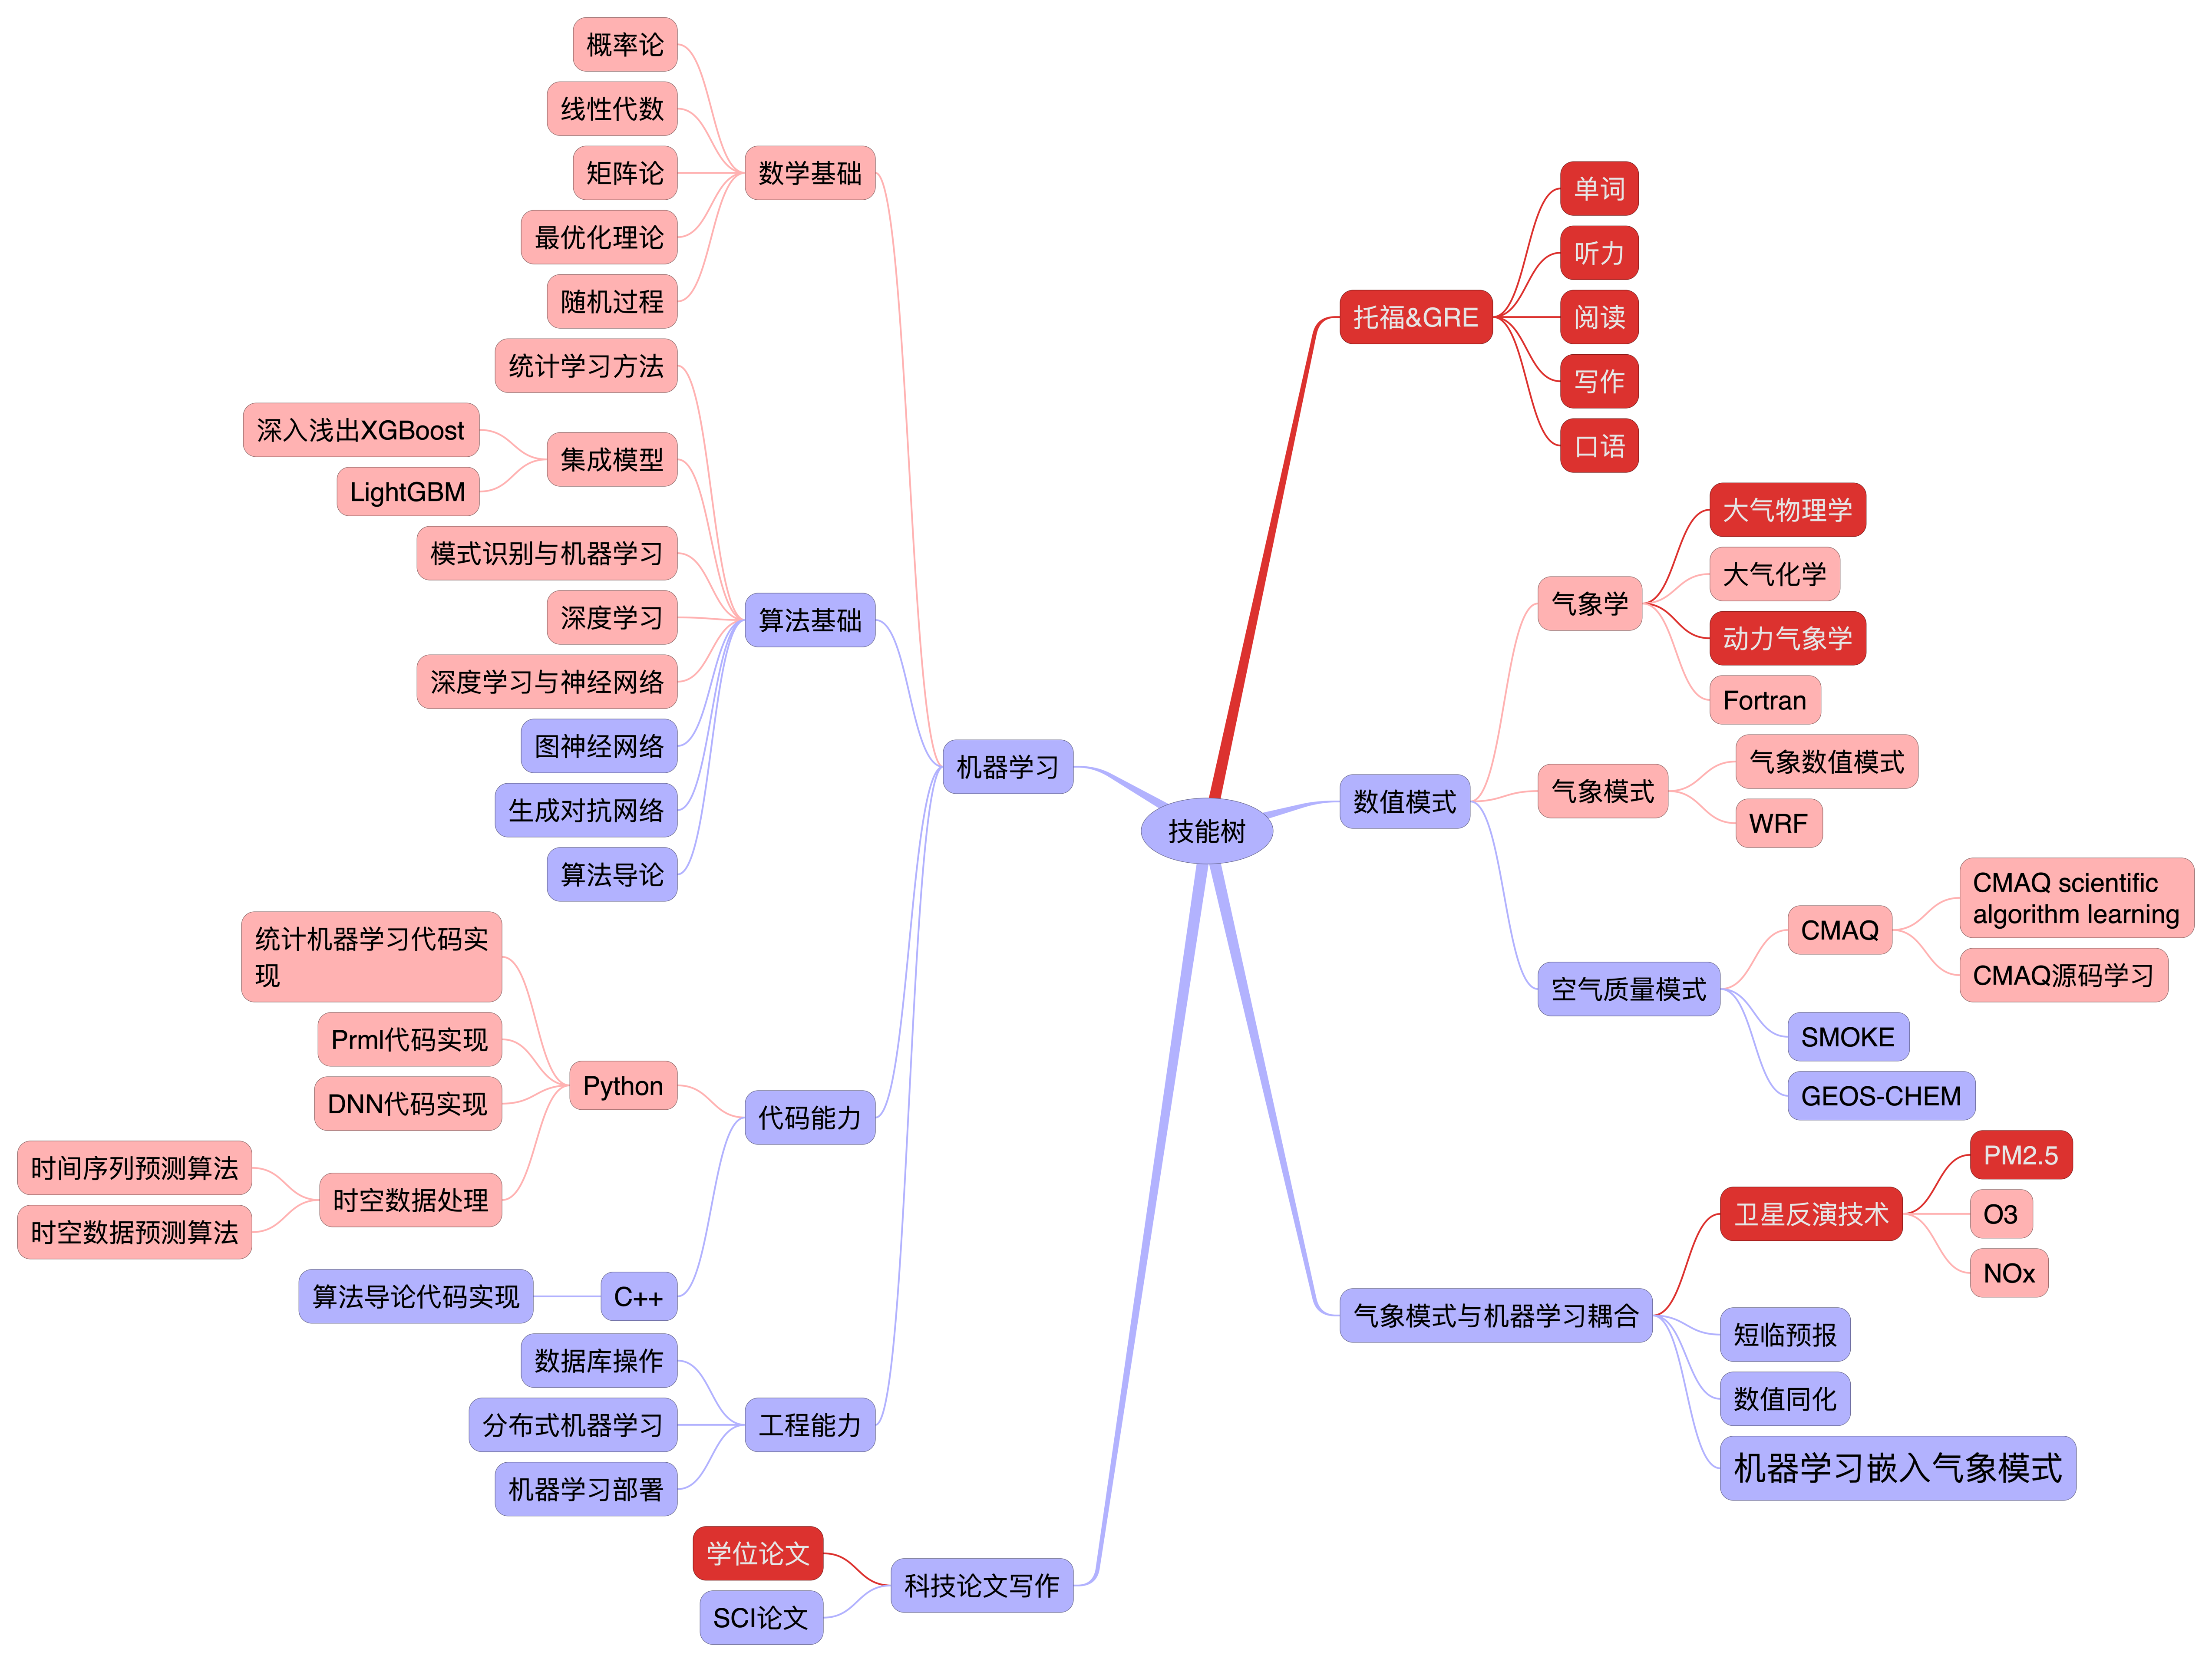 技能树
机器学习
数学基础
概率论
线性代数
矩阵论
最优化理论
随机过程
算法基础
统计学习方法
集成模型
深入浅出XGBoost
LightGBM
模式识别与机器学习
深度学习
深度学习与神经网络
图神经网络
生成对抗网络
算法导论
代码能力
Python
统计机器学习代码实
现
Prml代码实现
DNN代码实现
时空数据处理
时间序列预测算法
时空数据预测算法
C++
算法导论代码实现
工程能力
数据库操作
分布式机器学习
机器学习部署
科技论文写作
学位论文
SCI论文
托福&GRE
单词
听力
阅读
写作
口语
数值模式
气象学
大气物理学
大气化学
动力气象学
Fortran
气象模式
气象数值模式
WRF
空气质量模式
CMAQ
CMAQ scientific
algorithm learning
CMAQ源码学习
SMOKE
GEOS-CHEM
气象模式与机器学习耦合
卫星反演技术
PM2.5
O3
NOx
短临预报
数值同化
机器学习嵌入气象模式